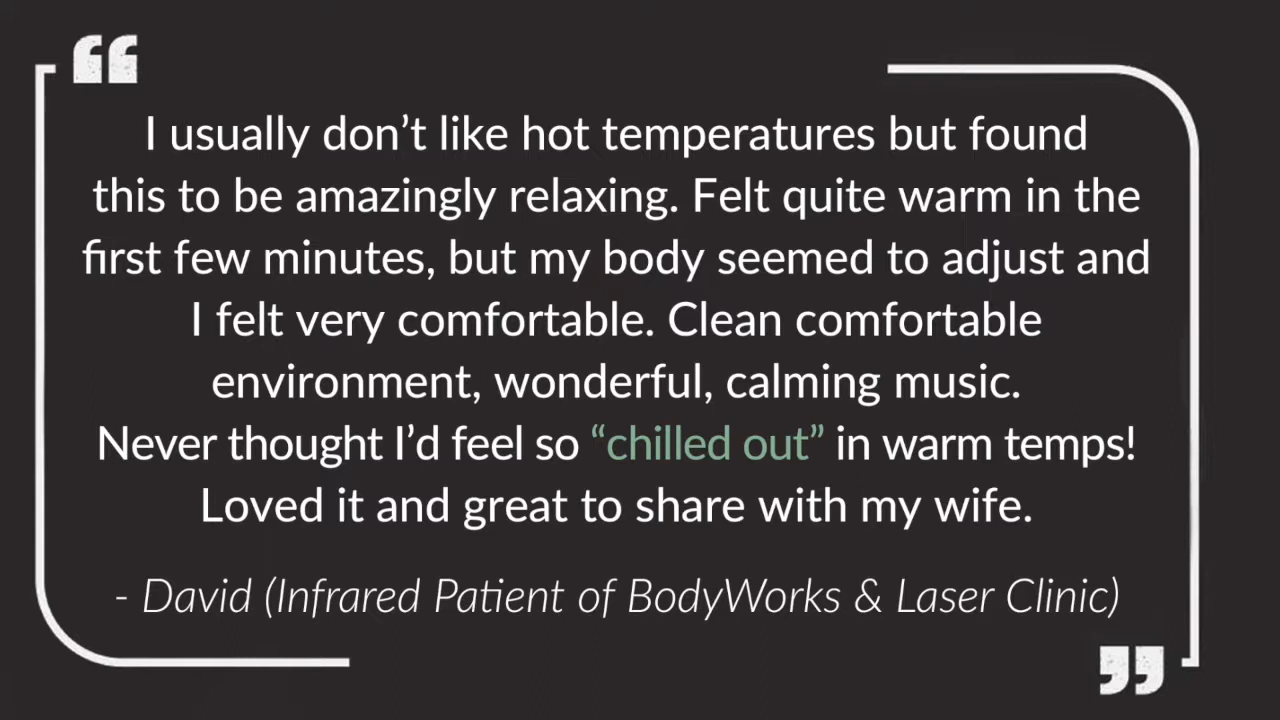 I usually don’t like hot temperatures but found
this to be amazingly relaxing. Felt quite warm in the
first few minutes, but my body seemed to adjust and
I felt very comfortable. Clean comfortable
environment, wonderful, calming music.
Never thought I’d feel so “chilled out” in warm temps!
Loved it and great to share with my wife.
- David (Infrared Patient of BodyWorks & Laser Clinic)